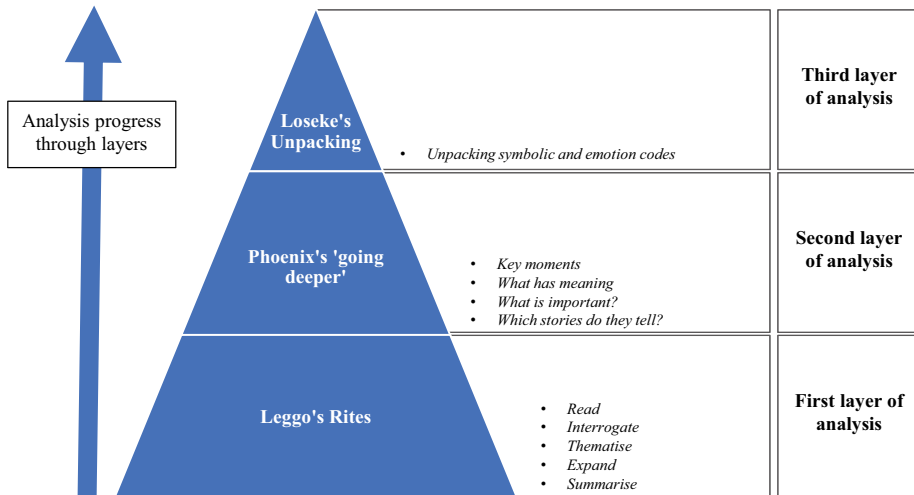 Analysis progress
through layers
Loseke's
Unpacking
• Unpacking symbolic and emotion codes
Third layer
of analysis
Phoenix's 'going
deeper'
• Key moments
• What has meaning
• What is important?
• Which stories do they tell?
Second layer
of analysis
Leggo's Rites
• Read
• Interrogate
• Thematise
• Expand
• Summarise
First layer of
analysis